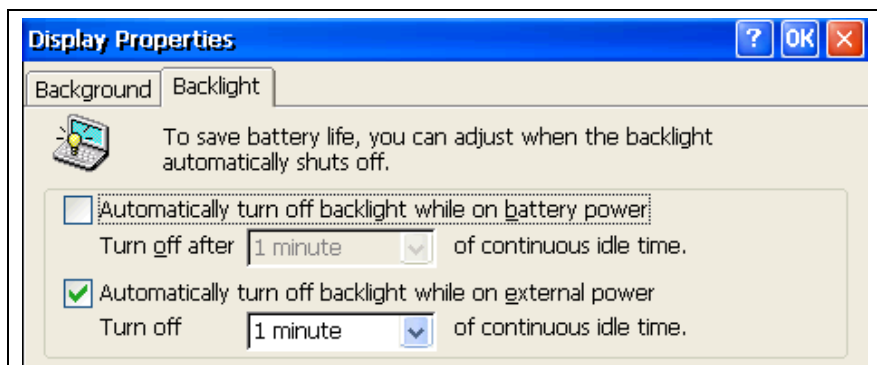 Display Properties ? OK ×
Background Backlight
To save battery life, you can adjust when the backlight
automatically shuts off.
Automatically turn off backlight while on battery power
Turn off after 1 minute of continuous idle time.
Automatically turn off backlight while on external power
Turn off 1 minute of continuous idle time.